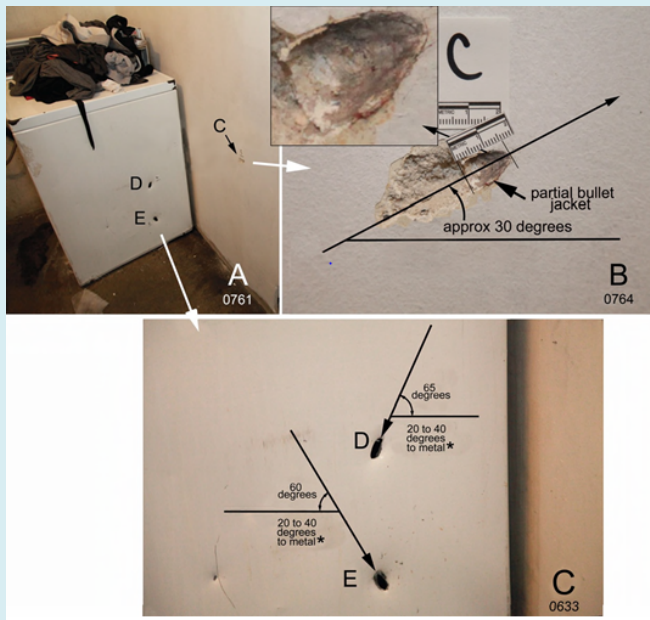 C
D
E
A
0761
C
METRIC
partial bullet
jacket
approx 30 degrees
B
0764
65
degrees
D
20 to 40
degrees
to metal*
60
degrees
20 to 40
degrees
to metal*
E
C
0633